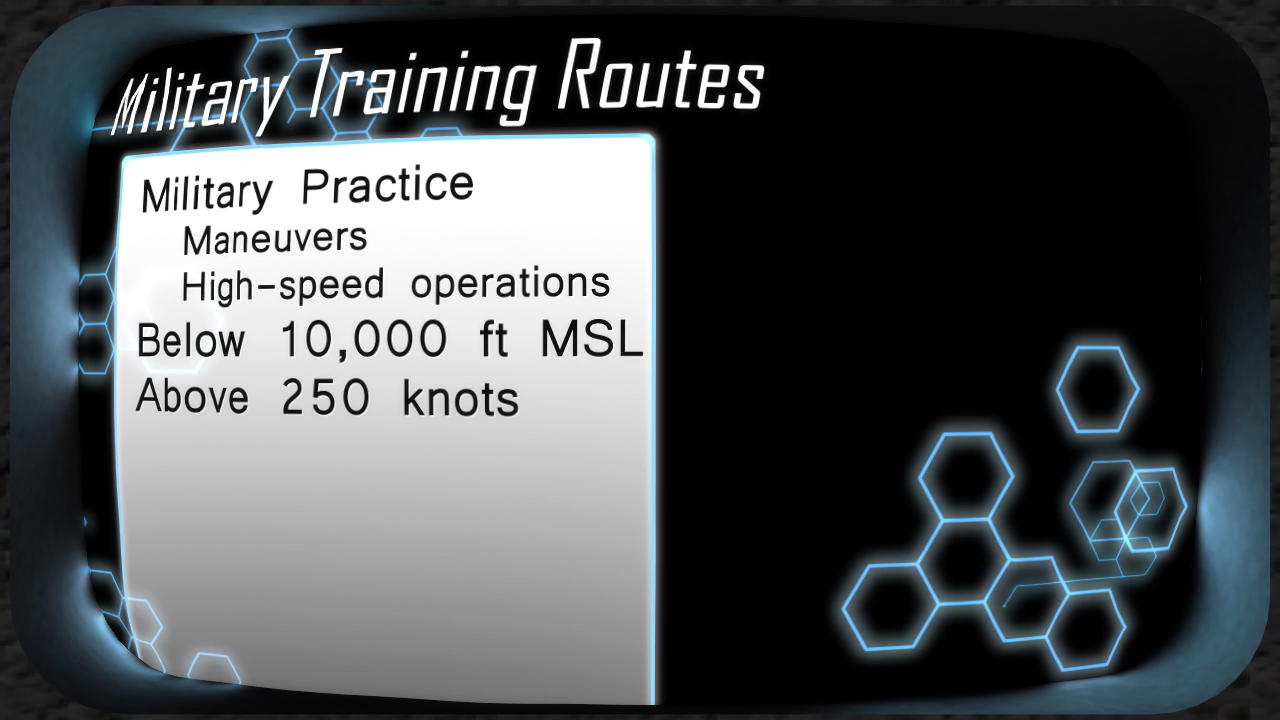 Military Training Routes
Military Practice
Maneuvers
High-speed operations
Below 10,000 ft MSL
Above 250 knots